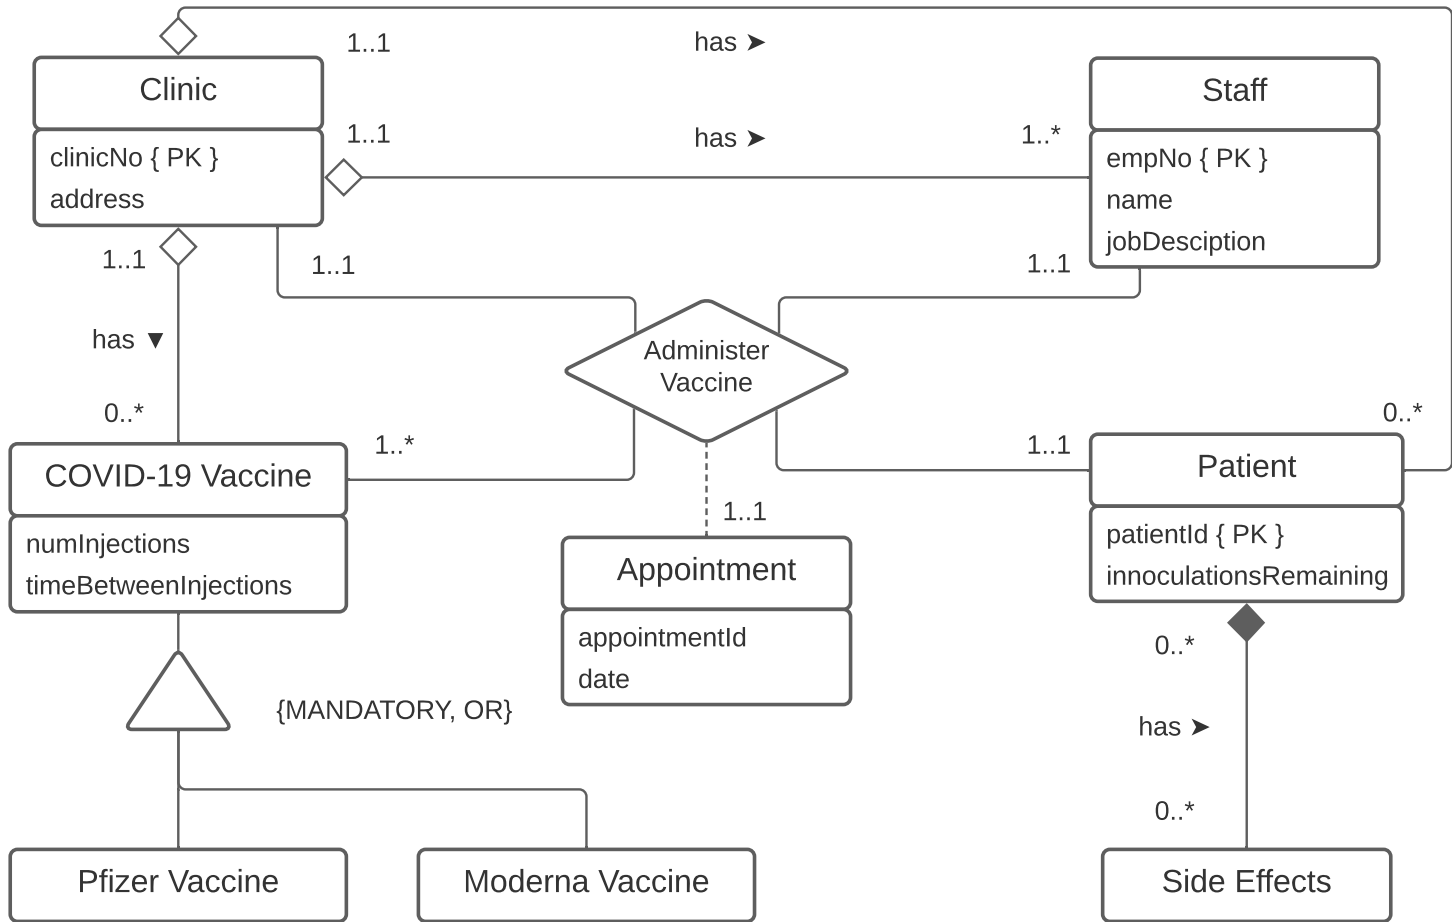 1..1
has ➤
Clinic
clinicNo { PK }
address
1..1
has ➤
1..*
Staff
empNo { PK }
name
jobDesciption
1..1
1..1
1..1
has ▼
0..*
Administer
Vaccine
COVID-19 Vaccine
numInjections
timeBetweenInjections
1..*
1..1
0..*
Patient
patientId { PK }
innoculationsRemaining
1..1
Appointment
appointmentId
date
{MANDATORY, OR}
0..*
has ➤
0..*
Pfizer Vaccine
Moderna Vaccine
Side Effects